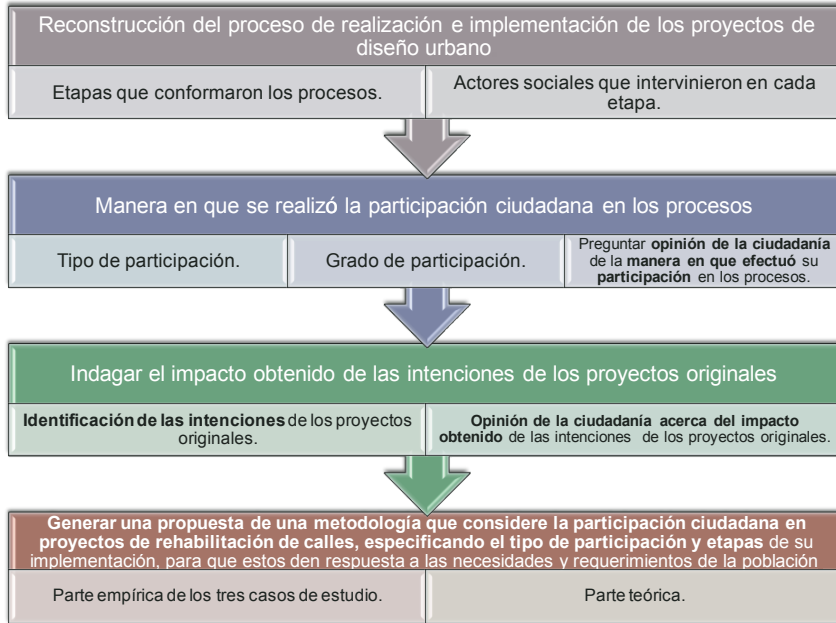 Reconstrucción del proceso de realización e implementación de los proyectos de
diseño urbano
Etapas que conformaron los procesos.
Actores sociales que intervinieron en cada
etapa.
Manera en que se realizó la participación ciudadana en los procesos
Tipo de participación.
Grado de participación.
Preguntar opinión de la ciudadanía
de la manera en que efectuó su
participación en los procesos.
Indagar el impacto obtenido de las intenciones de los proyectos originales
Identificación de las intenciones de los proyectos
originales.
Opinión de la ciudadanía acerca del impacto
obtenido de las intenciones de los proyectos originales.
Generar una propuesta de una metodología que considere la participación ciudadana en
proyectos de rehabilitación de calles, especificando el tipo de participación y etapas de su
implementación, para que estos den respuesta a las necesidades y requerimientos de la población
Parte empírica de los tres casos de estudio.
Parte teórica.